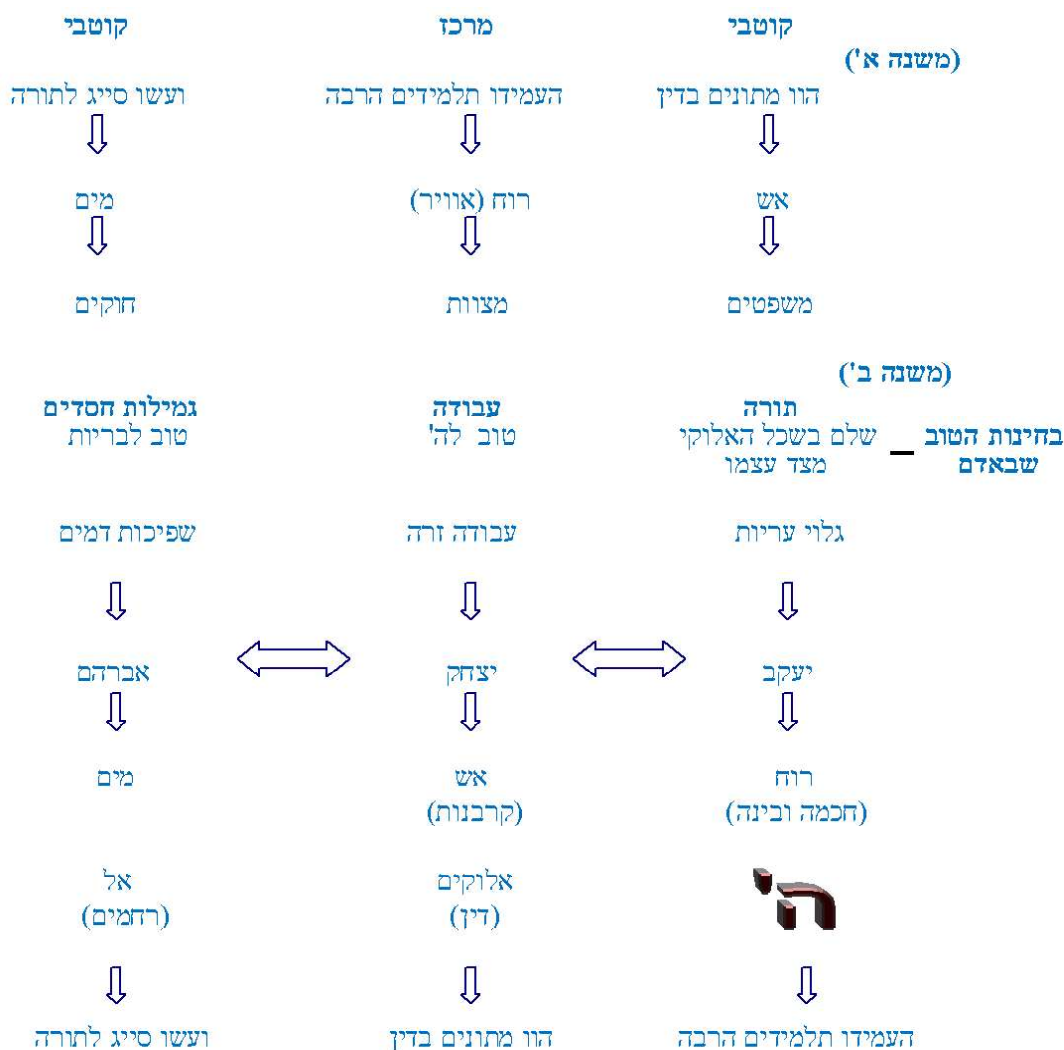 קוטבי מרכז קוטבי
(משנה א')
הוו מתונים בדין העמידו תלמידים הרבה ועשו סייג לתורה
אש רוח (אוויר) מים
משפטים מצוות חוקים
(משנה ב')
תורה עבודה גמילות חסדים
בחינות הטוב – שלם בשכל האלוקי טוב לה' טוב לבריות
שבאדם מצד עצמו
גלוי עריות עבודה זרה שפיכות דמים
יעקב יצחק אברהם
רוח אש מים
(חכמה ובינה) (קרבנות)
ה' אלוקים אל
(דין) (רחמים)
העמידו תלמידים הרבה הוו מתונים בדין ועשו סייג לתורה